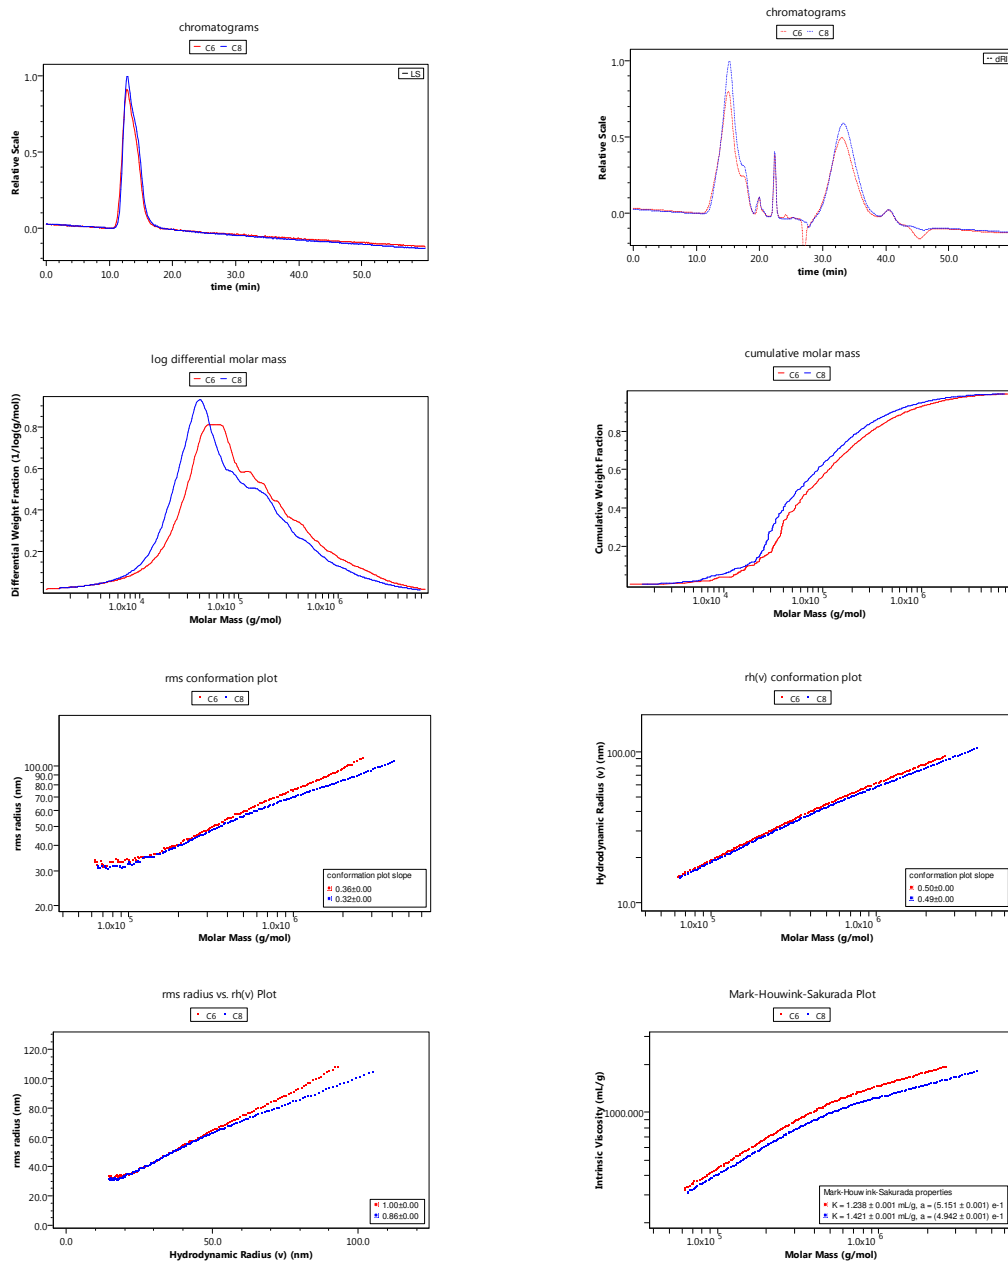 chromatograms
C6 C8
LS
Relative Scale
1.0
0.5
0.0
0.0 10.0 20.0 30.0 40.0 50.0
time (min)
chromatograms
C6 C8
dRI
Relative Scale
1.0
0.5
0.0
0.0 10.0 20.0 30.0 40.0 50.0
time (min)
log differential molar mass
C6 C8
Differential Weight Fraction (1/log(g/mol))
0.8
0.6
0.4
0.2
1.0x10 4 1.0x10 5 1.0x10 6
Molar Mass (g/mol)
cumulative molar mass
C6 C8
Cumulative Weight Fraction
0.8
0.6
0.4
0.2
1.0x10 4 1.0x10 5 1.0x10 6
Molar Mass (g/mol)
rms conformation plot
C6 C8
rms radius (nm)
100.00
90.0
80.0
70.0
60.0
50.0
40.0
30.0
20.0
conformation plot slope
0.36±0.00
0.32±0.00
1.0x10 5 1.0x10 6
Molar Mass (g/mol)
rh(v) conformation plot
C6 C8
Hydrodynamic Radius (v) (nm)
100.00
10.0
conformation plot slope
0.50±0.00
0.49±0.00
1.0x10 5 1.0x10 6
Molar Mass (g/mol)
rms radius vs. rh(v) Plot
C6 C8
rms radius (nm)
120.0
100.0
80.0
60.0
40.0
20.0
0.0
1.00±0.00
0.86±0.00
0.0 50.0 100.0
Hydrodynamic Radius (v) (nm)
Mark-Houwink-Sakurada Plot
C6 C8
Intrinsic Viscosity (mL/g)
1000.000
Mark-Houwink-Sakurada properties
K = 1.238 ± 0.001 mL/g, a = (5.151 ± 0.001) e-1
K = 1.421 ± 0.001 mL/g, a = (4.942 ± 0.001) e-1
1.0x10 5 1.0x10 6
Molar Mass (g/mol)